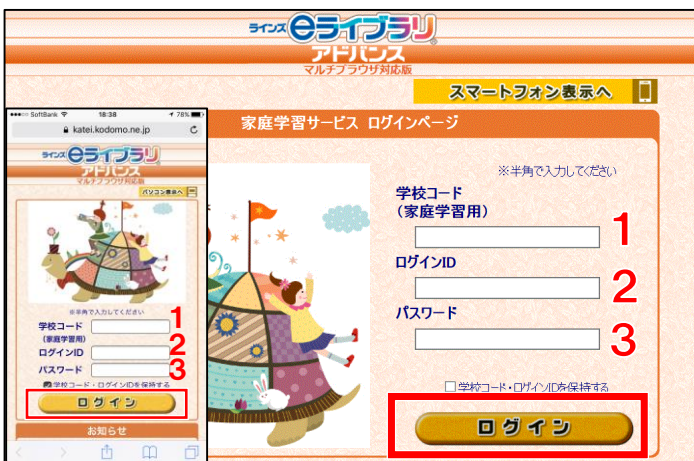 ラインズeライブラリ
アドバンス
マルチブラウザ対応版
スマートフォン表示へ
家庭学習サービス ログインページ
※半角で入力してください
学校コード
(家庭学習用)
1
ログインID
2
パスワード
3
学校コード・ログインIDを保持する
ログイン
SoftBank 18:38 78%
katei.kodomo.ne.jp
ラインズeライブラリ
アドバンス
マルチブラウザ対応版
パソコン表示へ
※半角で入力してください
学校コード 1
(家庭学習用)
ログインID 2
パスワード 3
学校コード・ログインIDを保持する
ログイン
お知らせ